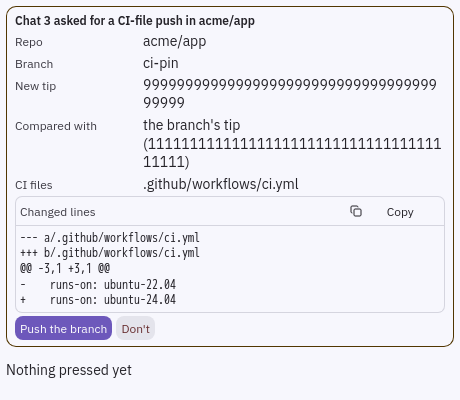 Chat 3 asked for a CI-file push in acme/app
Repo acme/app
Branch ci-pin
New tip 99999999999999999999999999999999999
99999
Compared with the branch's tip
(11111111111111111111111111111111111
11111)
CI files .github/workflows/ci.yml
Changed lines Copy
--- a/.github/workflows/ci.yml
+++ b/.github/workflows/ci.yml
@@ -3,1 +3,1 @@
-    runs-on: ubuntu-22.04
+    runs-on: ubuntu-24.04
Push the branch Don't
Nothing pressed yet